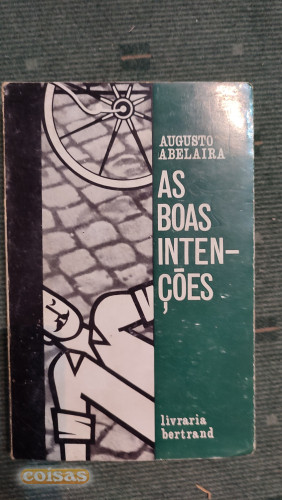 AUGUSTO
ABELAIRA
AS
BOAS
INTEN-
ÇÕES
livraria
bertrand
coisas